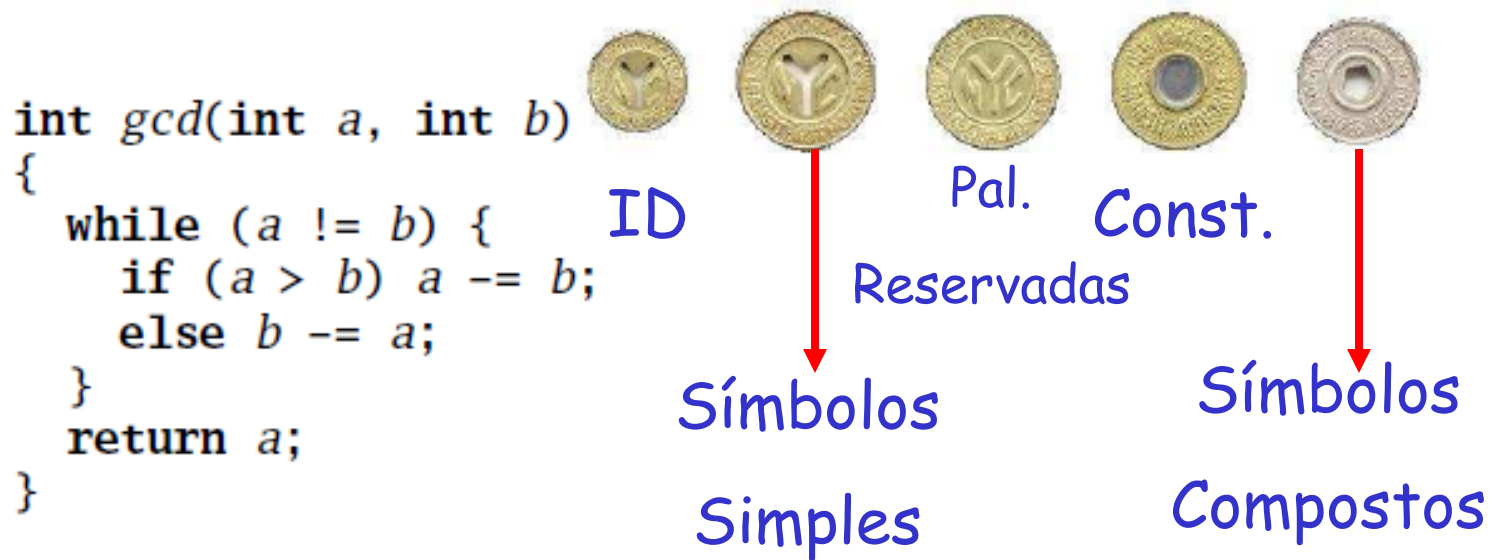 int gcd(int a, int b)
{
while (a != b) {
if (a > b) a -= b;
else b -= a;
}
return a;
}
ID
Pal.
Reservadas
Const.
Símbolos
Simples
Símbolos
Compostos